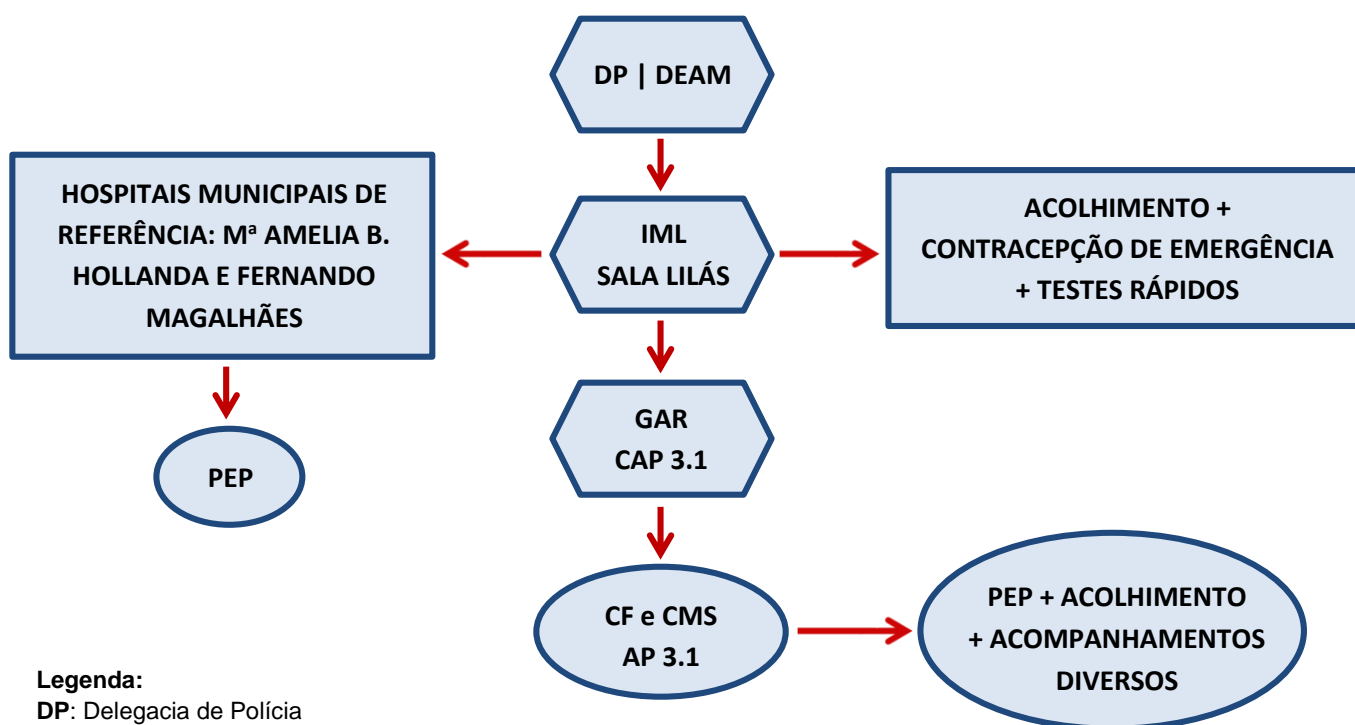 DP | DEAM
HOSPITAIS MUNICIPAIS DE
REFERÊNCIA: Mª AMELIA B.
HOLLANDA E FERNANDO
MAGALHÃES
IML
SALA LILÁS
ACOLHIMENTO +
CONTRACEPÇÃO DE EMERGÊNCIA
+ TESTES RÁPIDOS
GAR
CAP 3.1
PEP
CF e CMS
AP 3.1
PEP + ACOLHIMENTO
+ ACOMPANHAMENTOS
DIVERSOS
Legenda:
DP: Delegacia de Polícia